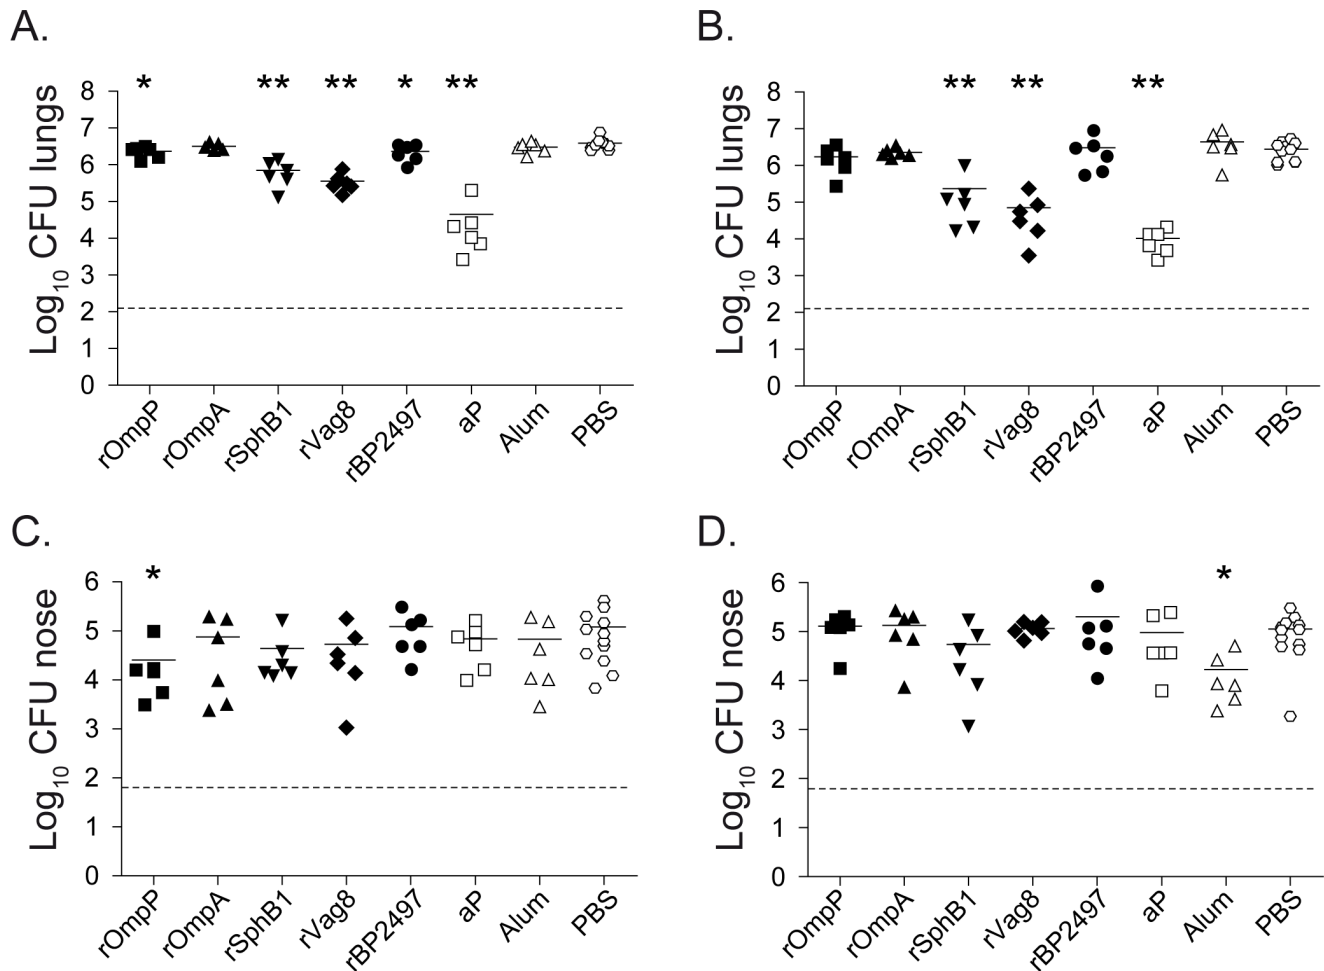 A.
B.
* ** ** * **
** ** **
Log10 CFU lungs
8
7
6
5
4
3
2
1
0
rOmpP rOmpA rSphB1 rVag8 rBP2497 aP Alum PBS
Log10 CFU lungs
8
7
6
5
4
3
2
1
0
rOmpP rOmpA rSphB1 rVag8 rBP2497 aP Alum PBS
C.
D.
*
*
Log10 CFU nose
6
5
4
3
2
1
0
rOmpP rOmpA rSphB1 rVag8 rBP2497 aP Alum PBS
Log10 CFU nose
6
5
4
3
2
1
0
rOmpP rOmpA rSphB1 rVag8 rBP2497 aP Alum PBS